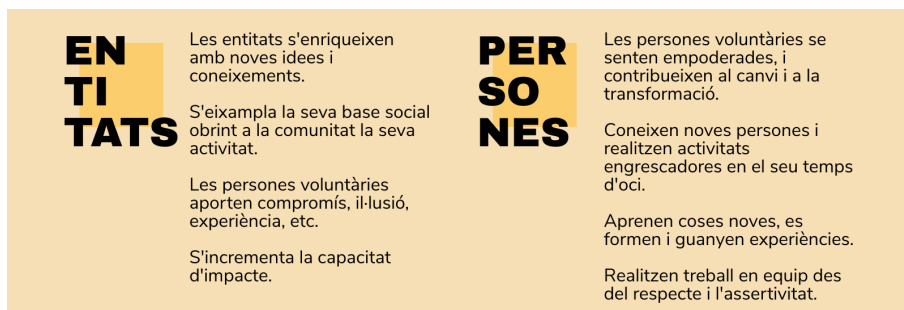 EN
TI
TATS
Les entitats s'enriqueixen
amb noves idees i
coneixements.
S'eixampla la seva base social
obrint a la comunitat la seva
activitat.
Les persones voluntàries
aporten compromís, il·lusió,
experiència, etc.
S'incrementa la capacitat
d'impacte.
PER
SO
NES
Les persones voluntàries se
senten empoderades, i
contribueixen al canvi i a la
transformació.
Coneixen noves persones i
realitzen activitats
engrescadores en el seu temps
d'oci.
Aprenen coses noves, es
formen i guanyen experiències.
Realitzen treball en equip des
del respecte i l'assertivitat.